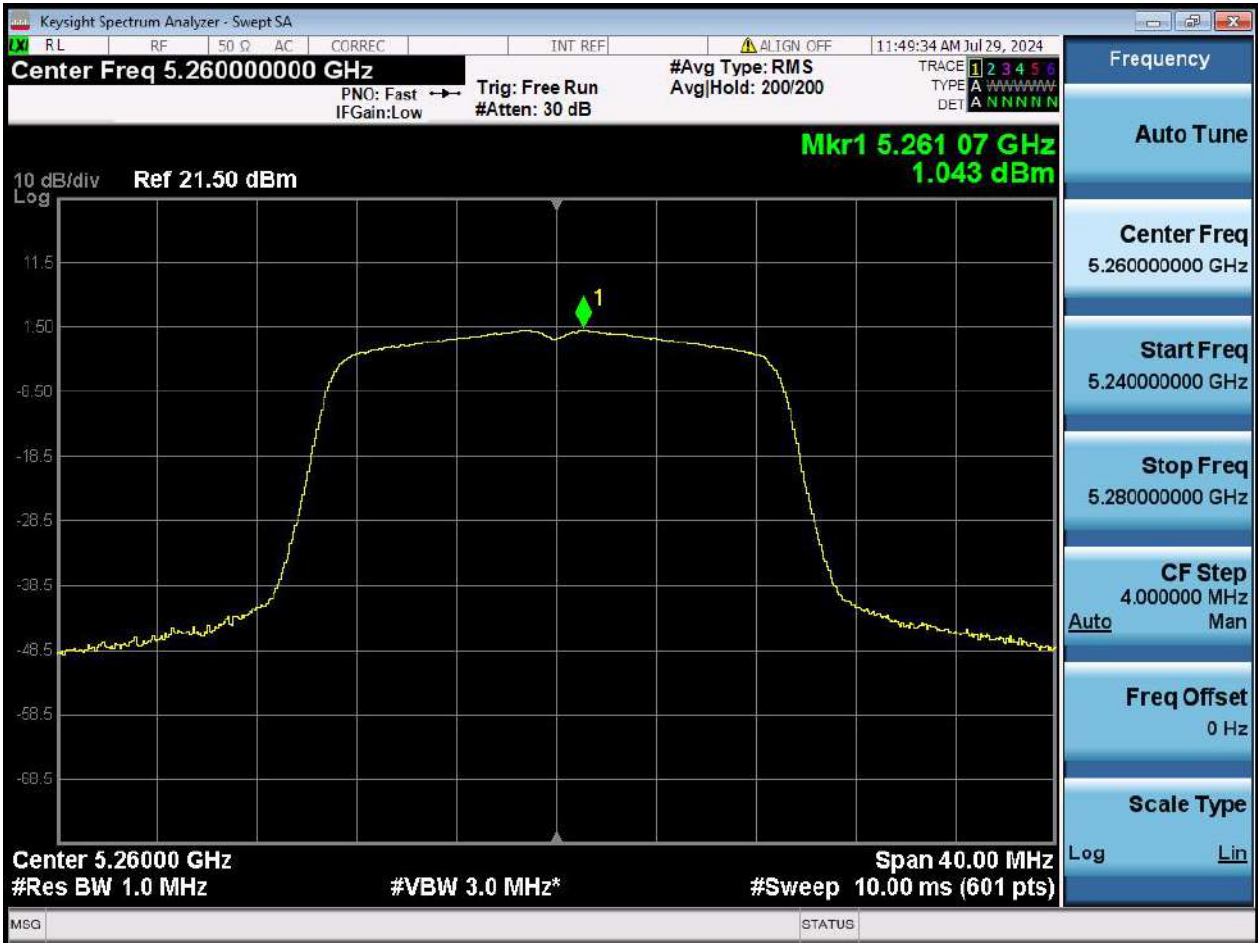 Keysight Spectrum Analyzer - Swept SA
LXI RL RF 50 Ω AC CORREC INT REF ALIGN OFF 11:49:34 AM Jul 29, 2024
Center Freq 5.260000000 GHz
PNO: Fast
IFGain:Low
Trig: Free Run
#Atten: 30 dB
#Avg Type: RMS
Avg|Hold: 200/200
TRACE 1 2 3 4 5 6
TYPE A WWWWW
DET A N N N N N
Mkr1 5.261 07 GHz
1.043 dBm
10 dB/div Ref 21.50 dBm
Log
11.5
1.50
-8.50
-18.5
-28.5
-38.5
-48.5
-58.5
-68.5
1
Center 5.26000 GHz
Span 40.00 MHz
#Res BW 1.0 MHz
#VBW 3.0 MHz*
#Sweep 10.00 ms (601 pts)
MSG
STATUS
Frequency
Auto Tune
Center Freq
5.260000000 GHz
Start Freq
5.240000000 GHz
Stop Freq
5.280000000 GHz
CF Step
4.000000 MHz
Auto Man
Freq Offset
0 Hz
Scale Type
Log Lin